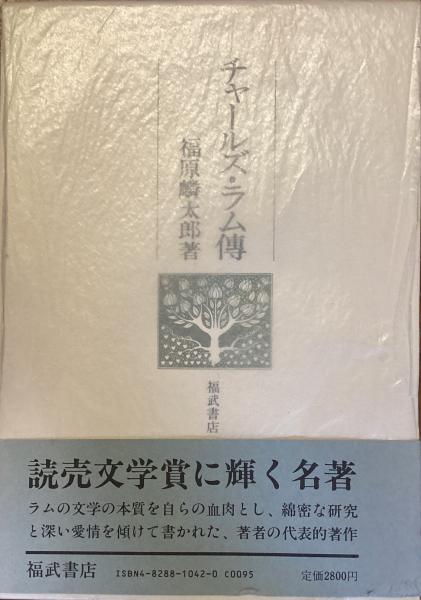 チャールズ・ラム傳
福原麟太郎著
福武書店
読売文学賞に輝く名著
ラムの文学の本質を自らの血肉とし、綿密な研究
と深い愛情を傾けて書かれた、著者の代表的著作
福武書店 ISBN4-8288-1042-0 C0095 定価2800円